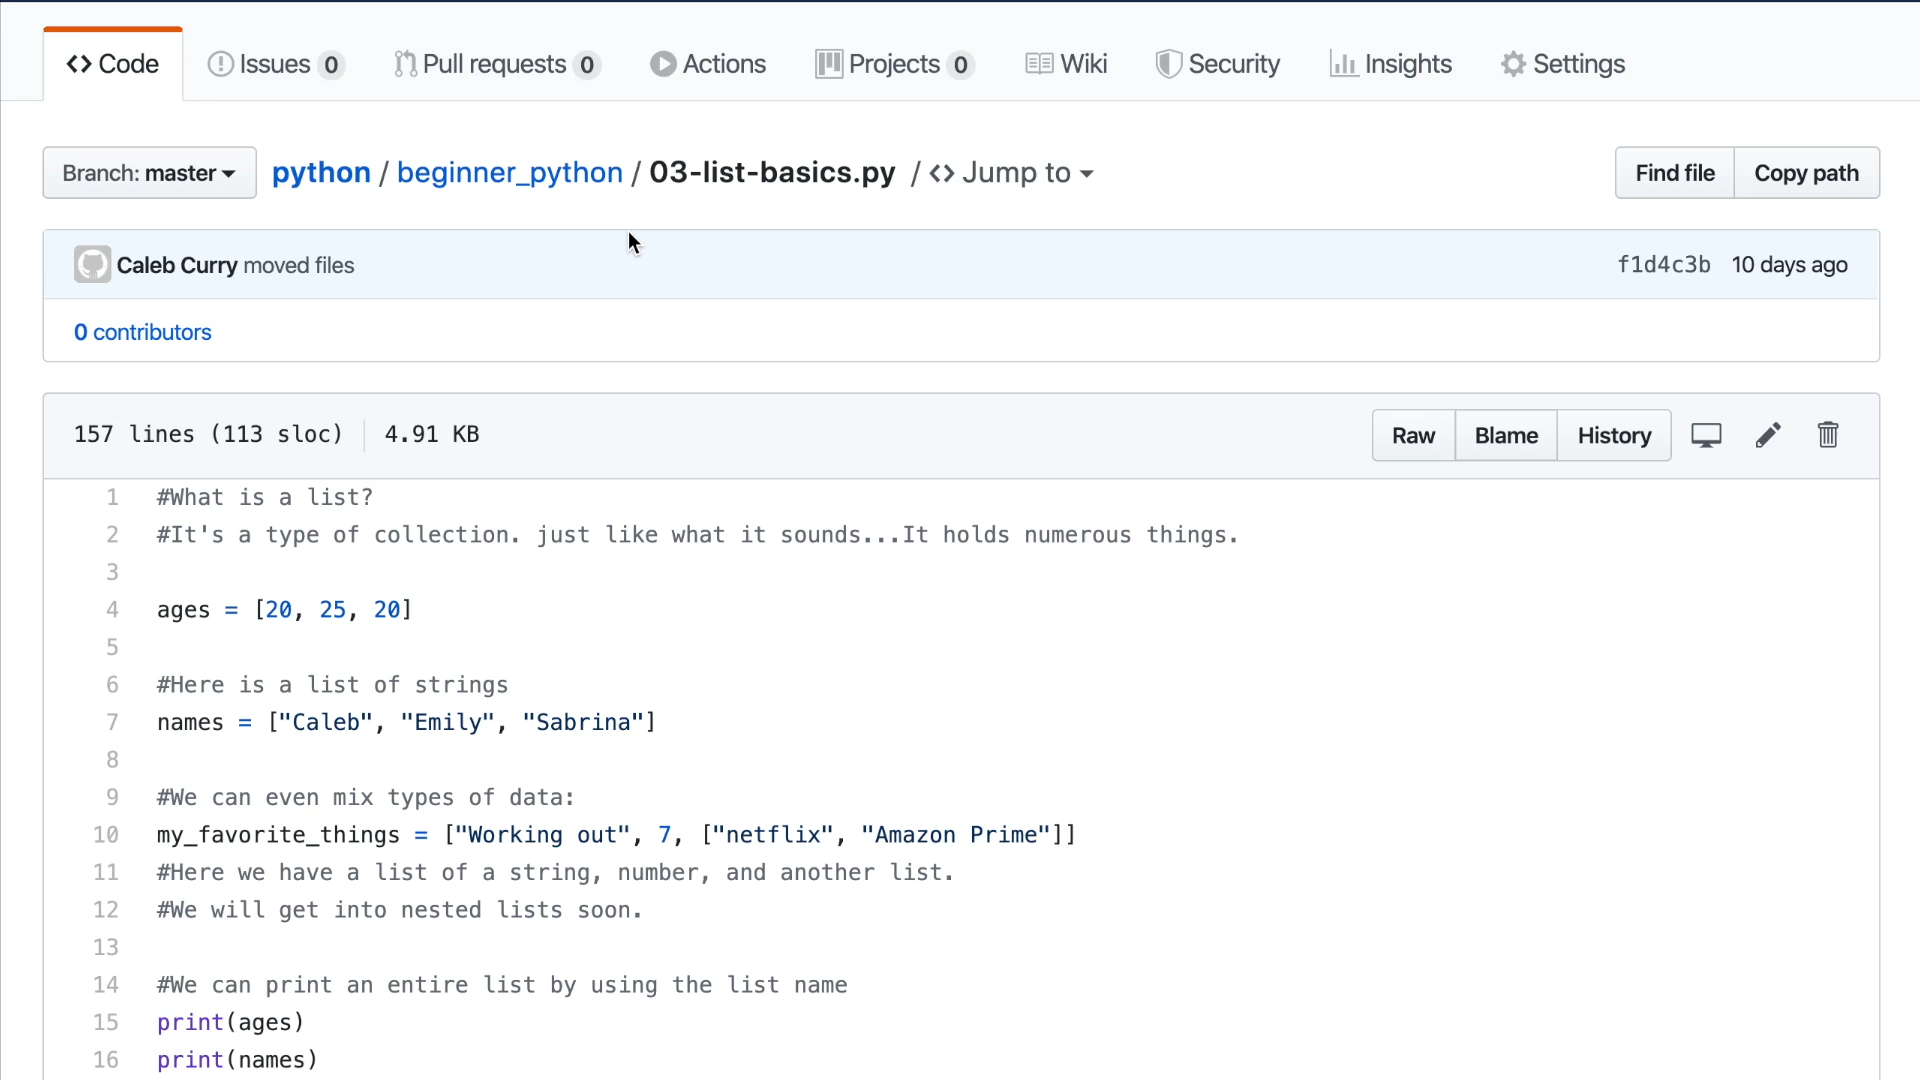 Code Issues 0 Pull requests 0 Actions Projects 0 Wiki Security Insights Settings
Branch: master python / beginner_python / 03-list-basics.py / Jump to Find file Copy path
Caleb Curry moved files f1d4c3b 10 days ago
0 contributors
157 lines (113 sloc) 4.91 KB Raw Blame History
1 #What is a list?
2 #It's a type of collection. just like what it sounds...It holds numerous things.
3
4 ages = [20, 25, 20]
5
6 #Here is a list of strings
7 names = ["Caleb", "Emily", "Sabrina"]
8
9 #We can even mix types of data:
10 my_favorite_things = ["Working out", 7, ["netflix", "Amazon Prime"]]
11 #Here we have a list of a string, number, and another list.
12 #We will get into nested lists soon.
13
14 #We can print an entire list by using the list name
15 print(ages)
16 print(names)